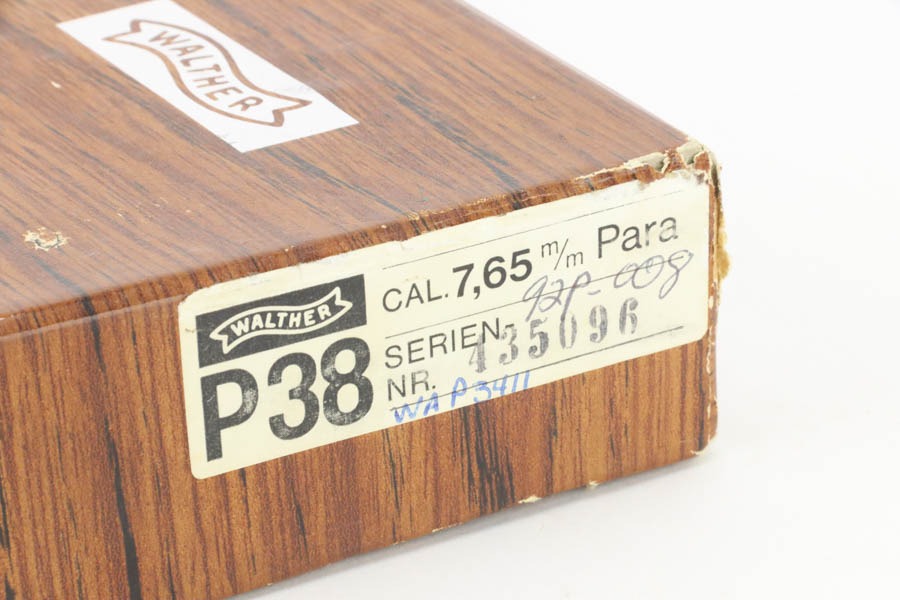 WALTHER
WALTHER
P38
CAL. 7,65 m/m Para
92P-008
SERIEN- 435096
NR.
WAP3411